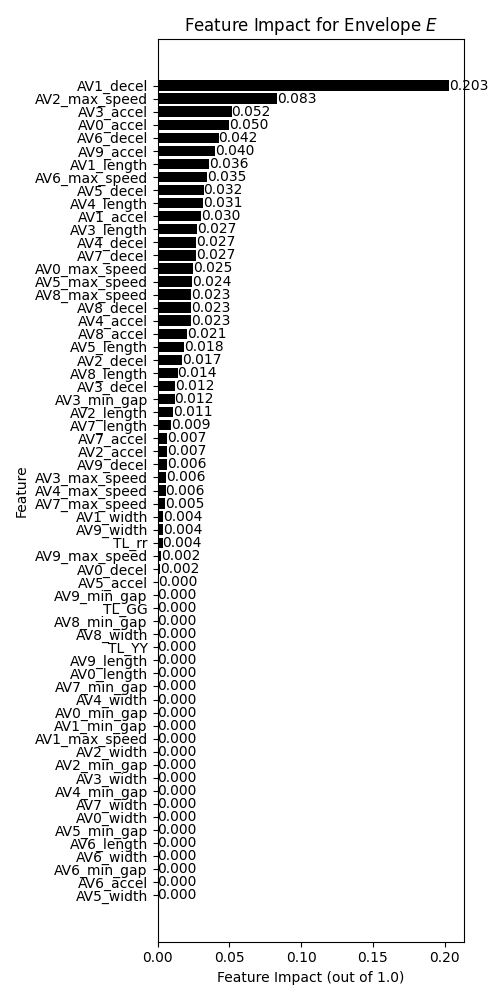 Feature Impact for Envelope E
AV1_decel 0.203
AV2_max_speed 0.083
AV3_accel 0.052
AV0_accel 0.050
AV6_decel 0.042
AV9_accel 0.040
AV1_length 0.036
AV6_max_speed 0.035
AV5_decel 0.032
AV4_length 0.031
AV1_accel 0.030
AV3_length 0.027
AV4_decel 0.027
AV7_decel 0.027
AV0_max_speed 0.025
AV5_max_speed 0.024
AV8_max_speed 0.023
AV8_decel 0.023
AV4_accel 0.023
AV8_accel 0.021
AV5_length 0.018
AV2_decel 0.017
AV8_length 0.014
AV3_decel 0.012
AV3_min_gap 0.012
AV2_length 0.011
AV7_length 0.009
AV7_accel 0.007
AV2_accel 0.007
AV9_decel 0.006
AV3_max_speed 0.006
AV4_max_speed 0.006
AV7_max_speed 0.005
AV1_width 0.004
AV9_width 0.004
TL_rr 0.004
AV9_max_speed 0.002
AV0_decel 0.002
AV5_accel 0.000
AV9_min_gap 0.000
TL_GG 0.000
AV8_min_gap 0.000
AV8_width 0.000
TL_YY 0.000
AV9_length 0.000
AV0_length 0.000
AV7_min_gap 0.000
AV4_width 0.000
AV0_min_gap 0.000
AV1_min_gap 0.000
AV1_max_speed 0.000
AV2_width 0.000
AV2_min_gap 0.000
AV3_width 0.000
AV4_min_gap 0.000
AV7_width 0.000
AV0_width 0.000
AV5_min_gap 0.000
AV6_length 0.000
AV6_width 0.000
AV6_min_gap 0.000
AV6_accel 0.000
AV5_width 0.000
Feature
0.00 0.05 0.10 0.15 0.20
Feature Impact (out of 1.0)